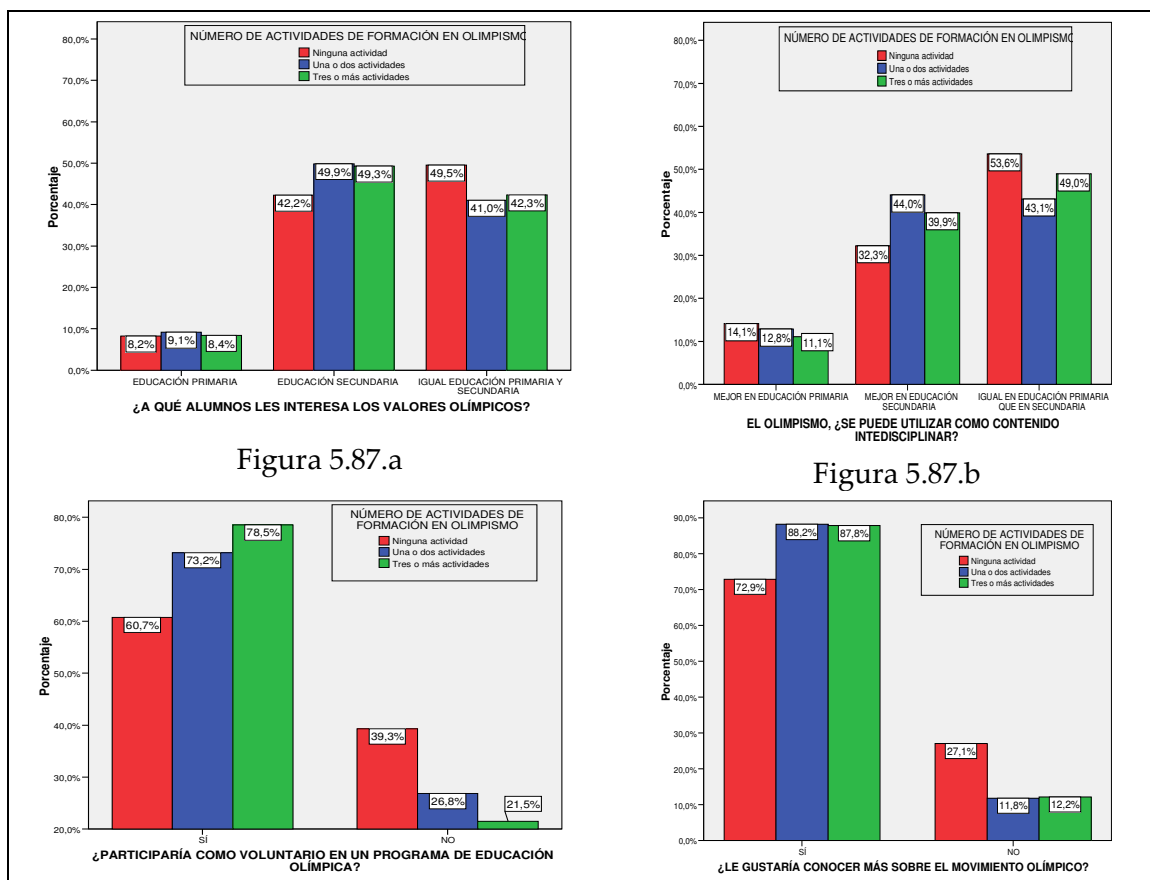 NÚMERO DE ACTIVIDADES DE FORMACIÓN EN OLIMPISMO
Ninguna actividad
Una o dos actividades
Tres o más actividades
80,0%
70,0%
60,0%
50,0%
40,0%
30,0%
20,0%
10,0%
0,0%
Porcentaje
8,2%
9,1%
8,4%
42,2%
49,9%
49,3%
49,5%
41,0%
42,3%
EDUCACIÓN PRIMARIA
EDUCACIÓN SECUNDARIA
IGUAL EDUCACIÓN PRIMARIA Y
SECUNDARIA
¿A QUÉ ALUMNOS LES INTERESA LOS VALORES OLÍMPICOS?
Figura 5.87.a
NÚMERO DE ACTIVIDADES DE FORMACIÓN EN OLIMPISMO
Ninguna actividad
Una o dos actividades
Tres o más actividades
80,0%
70,0%
60,0%
50,0%
40,0%
30,0%
20,0%
10,0%
0,0%
Porcentaje
14,1%
12,8%
11,1%
32,3%
44,0%
39,9%
53,6%
43,1%
49,0%
MEJOR EN EDUCACIÓN PRIMARIA
MEJOR EN EDUCACIÓN
SECUNDARIA
IGUAL EN EDUCACIÓN PRIMARIA
QUE EN SECUNDARIA
EL OLIMPISMO, ¿SE PUEDE UTILIZAR COMO CONTENIDO
INTEDISCIPLINAR?
Figura 5.87.b
NÚMERO DE ACTIVIDADES DE
FORMACIÓN EN OLIMPISMO
Ninguna actividad
Una o dos actividades
Tres o más actividades
80,0%
70,0%
60,0%
50,0%
40,0%
30,0%
20,0%
Porcentaje
60,7%
73,2%
78,5%
39,3%
26,8%
21,5%
SÍ
NO
¿PARTICIPARÍA COMO VOLUNTARIO EN UN PROGRAMA DE EDUCACIÓN
OLÍMPICA?
NÚMERO DE ACTIVIDADES DE
FORMACIÓN EN OLIMPISMO
Ninguna actividad
Una o dos actividades
Tres o más actividades
90,0%
80,0%
70,0%
60,0%
50,0%
40,0%
30,0%
20,0%
10,0%
0,0%
Porcentaje
72,9%
88,2%
87,8%
27,1%
11,8%
12,2%
SÍ
NO
¿LE GUSTARÍA CONOCER MÁS SOBRE EL MOVIMIENTO OLÍMPICO?